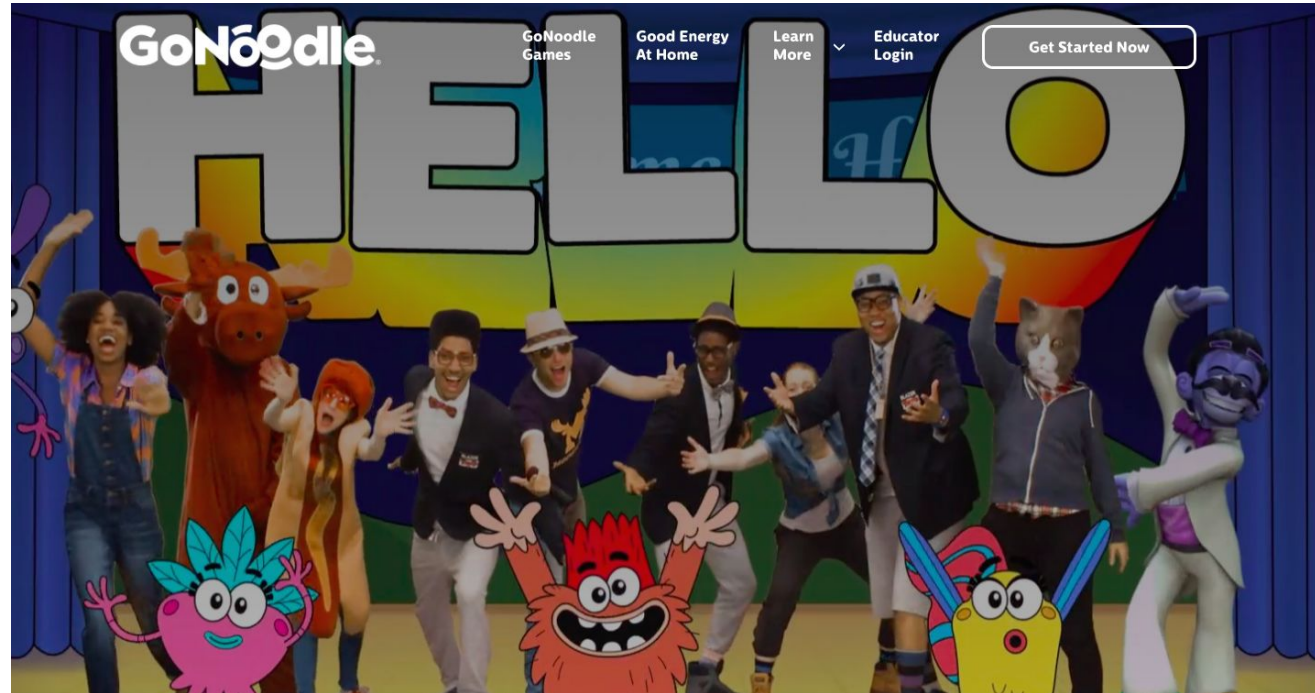 GoNoodle
GoNoodle
Games
Good Energy
At Home
Learn
More
Educator
Login
Get Started Now
HELLO